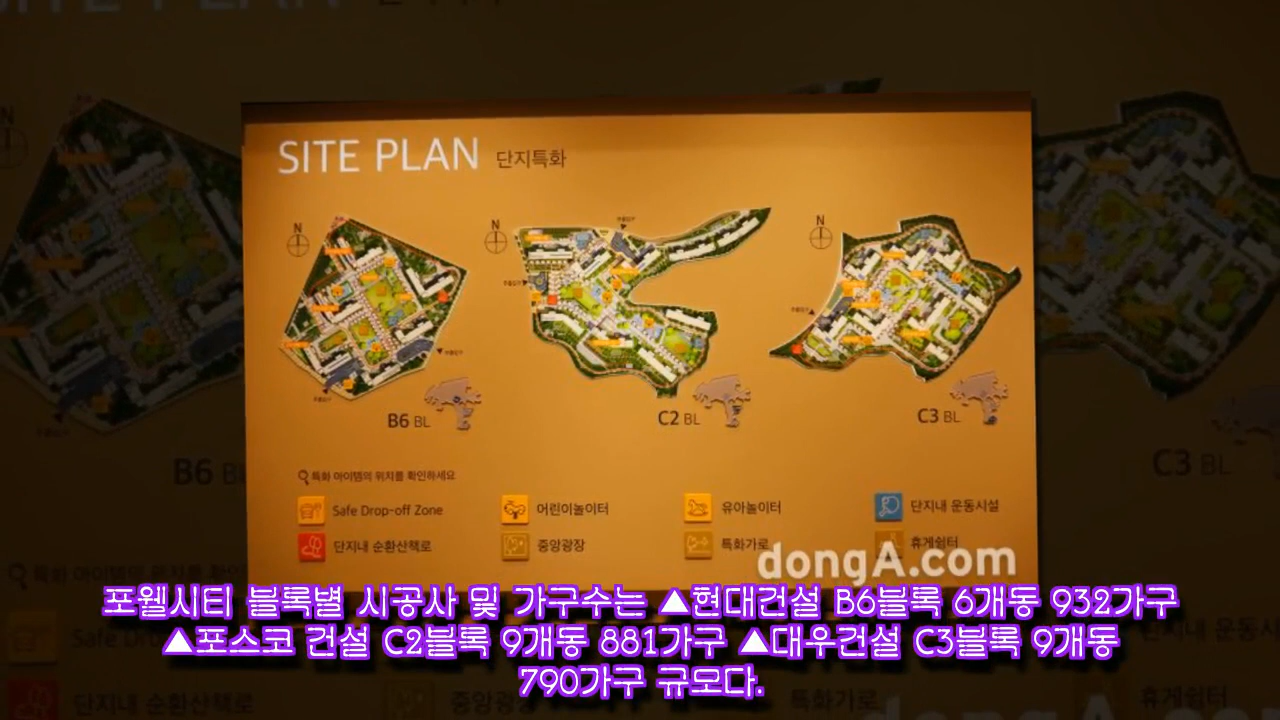 SITE PLAN 단지특화
N
N
N
B6 BL
C2 BL
C3 BL
특화 아이템의 위치를 확인하세요
Safe Drop-off Zone
어린이놀이터
유아놀이터
단지내 운동시설
단지내 순환산책로
중앙광장
특화가로
휴게쉼터
dongA.com
포웰시티 블록별 시공사 및 가구수는 ▲현대건설 B6블록 6개동 932가구
▲포스코 건설 C2블록 9개동 881가구 ▲대우건설 C3블록 9개동
790가구 규모다.